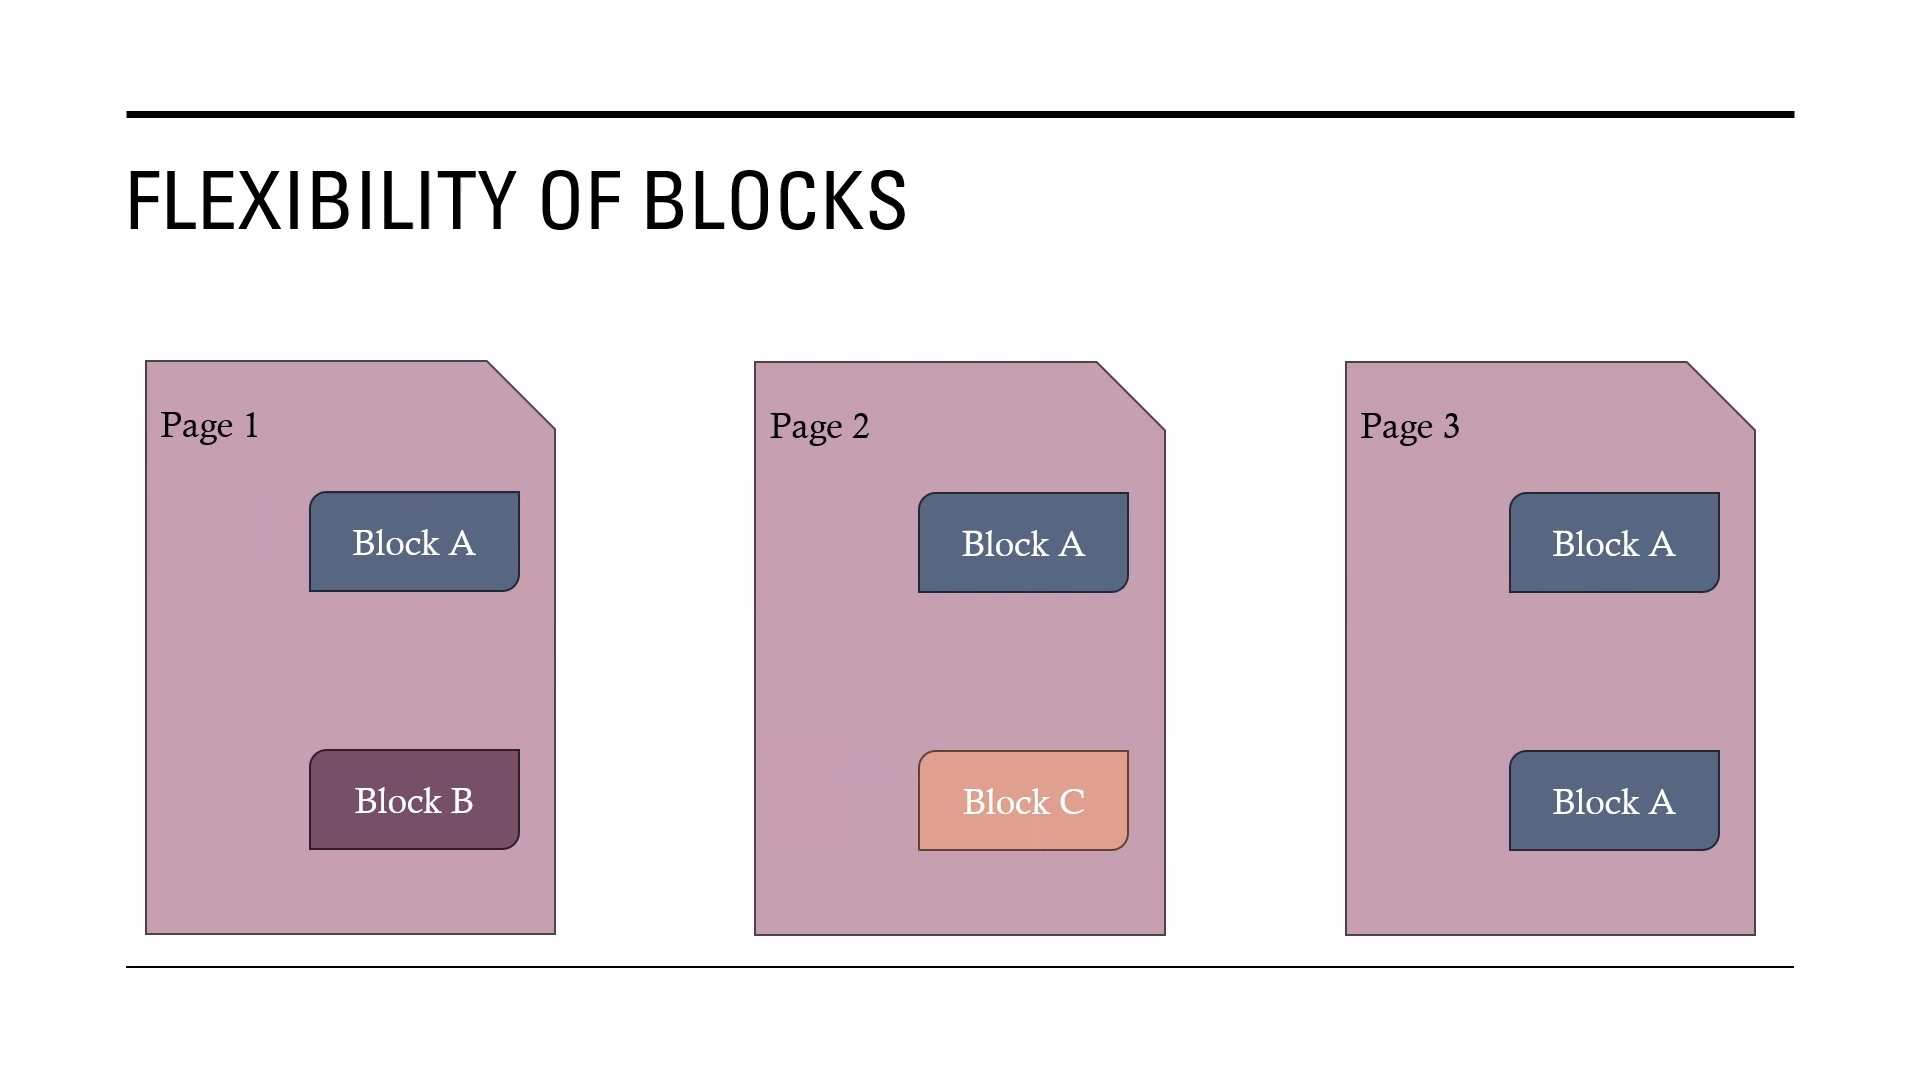 FLEXIBILITY OF BLOCKS
Page 1
Block A
Block B
Page 2
Block A
Block C
Page 3
Block A
Block A